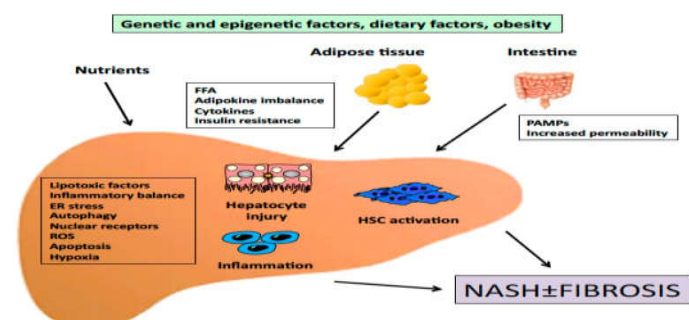 Genetic and epigenetic factors, dietary factors, obesity
Adipose tissue
Intestine
Nutrients
FFA
Adipokine imbalance
Cytokines
Insulin resistance
PAMPs
Increased permeability
Lipotoxic factors
Inflammatory balance
ER stress
Autophagy
Nuclear receptors
ROS
Apoptosis
Hypoxia
Hepatocyte
injury
HSC activation
Inflammation
NASH±FIBROSIS